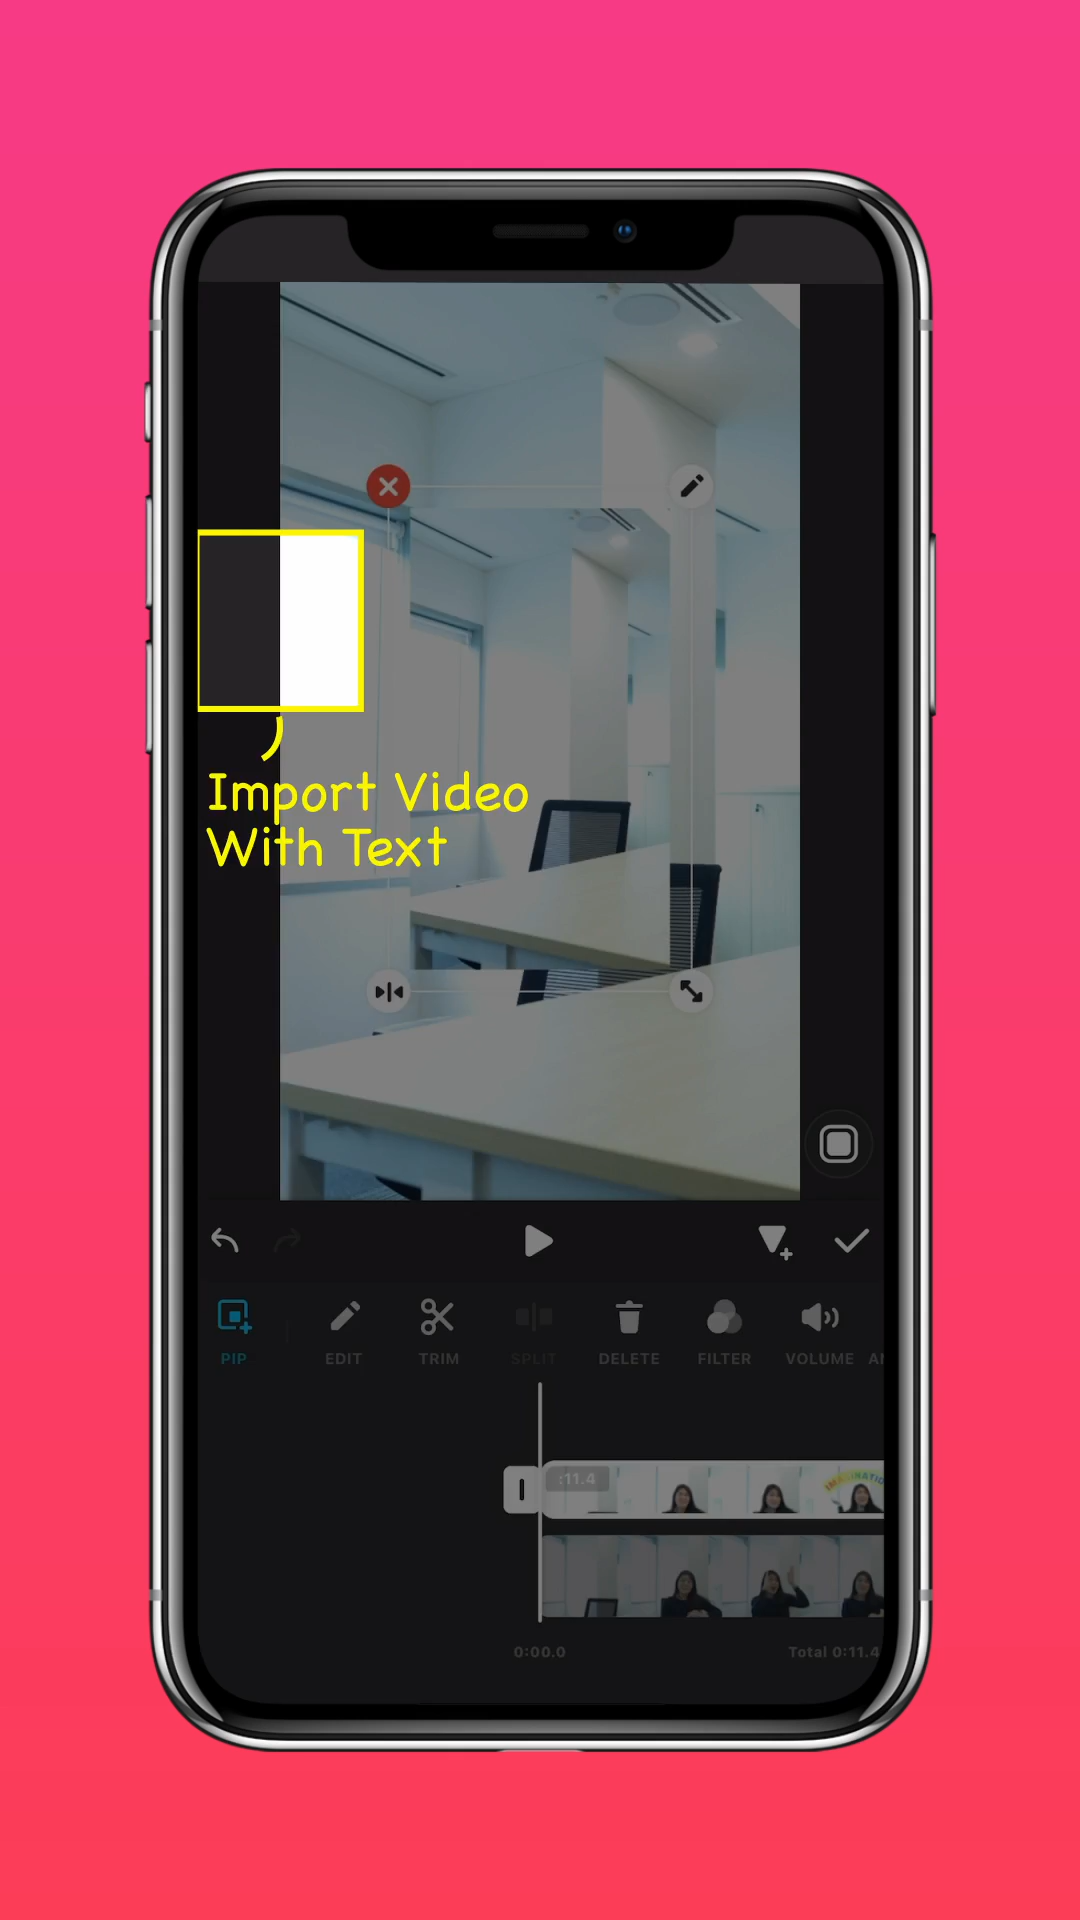 Import Video
With Text
PIP
EDIT
TRIM
SPLIT
DELETE
FILTER
VOLUME
:11.4
0:00.0
Total 0:11.4